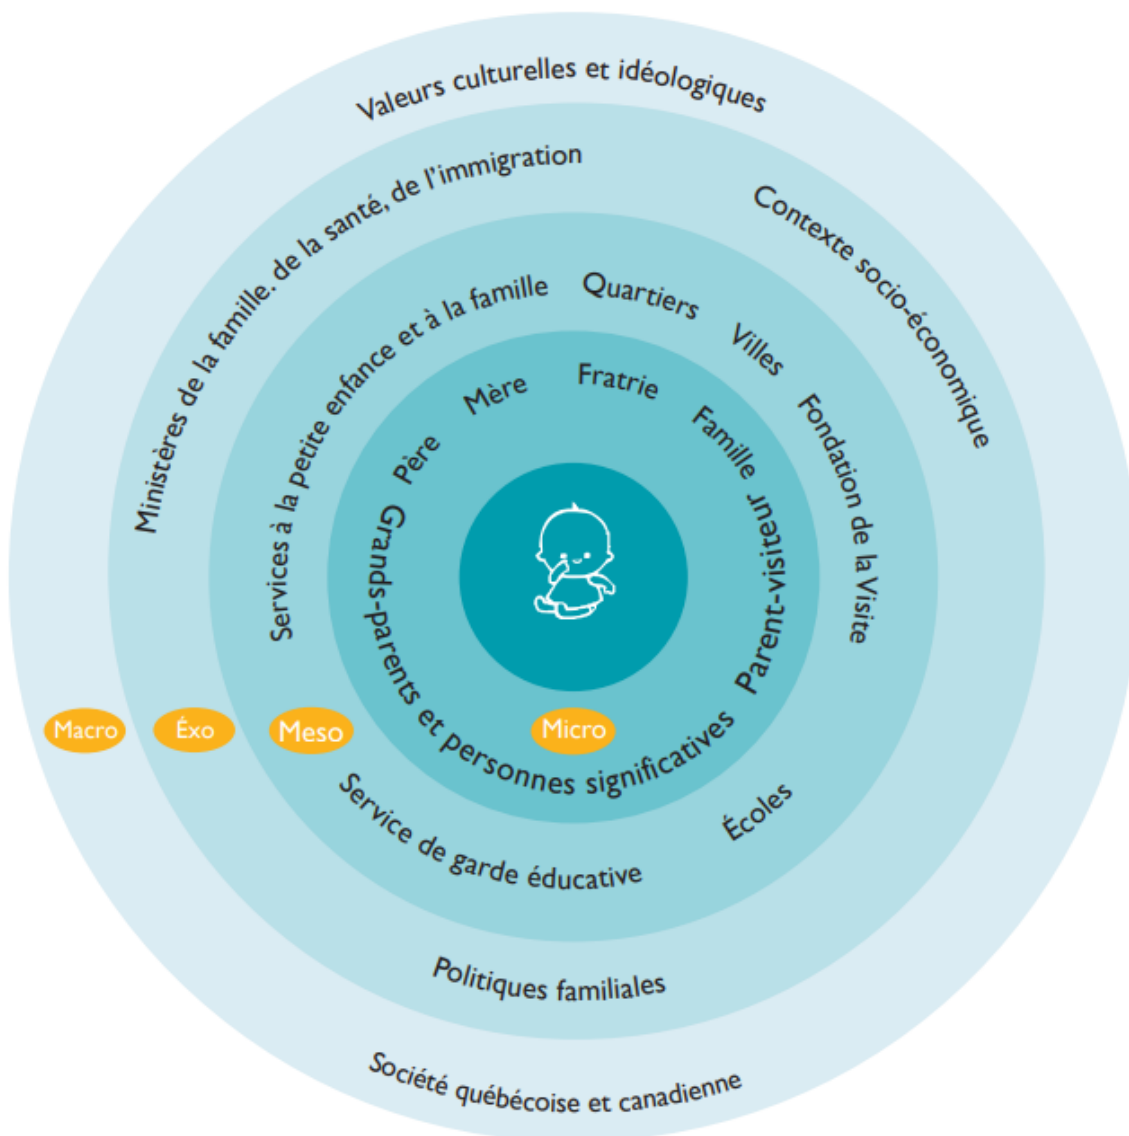 Valeurs culturelles et idéologiques
Ministères de la famille. de la santé, de l'immigration
Contexte socio-économique
Services à la petite enfance et à la famille
Quartiers
Villes
Fondation de la Visite
Père
Mère
Fratrie
Famille
Parent-visiteur
Grands-parents et personnes significatives
Macro
Éxo
Meso
Micro
Service de garde éducative
Écoles
Politiques familiales
Société québécoise et canadienne